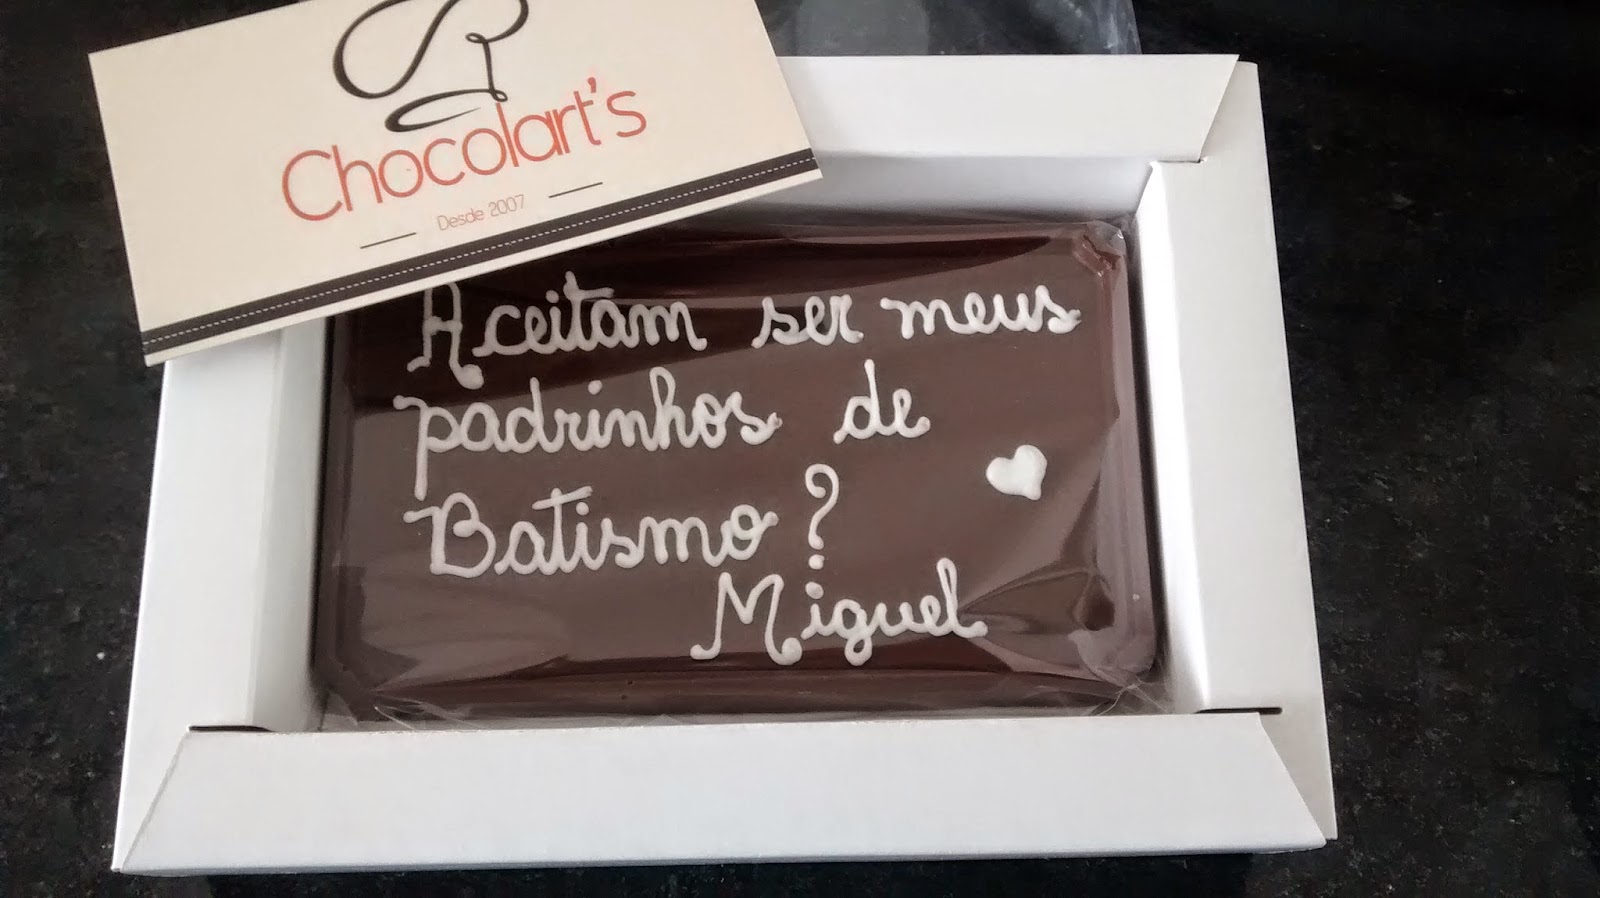 Chocolart's
Desde 2007
Aceitam ser meus
padrinhos de
Batismo?
Miguel